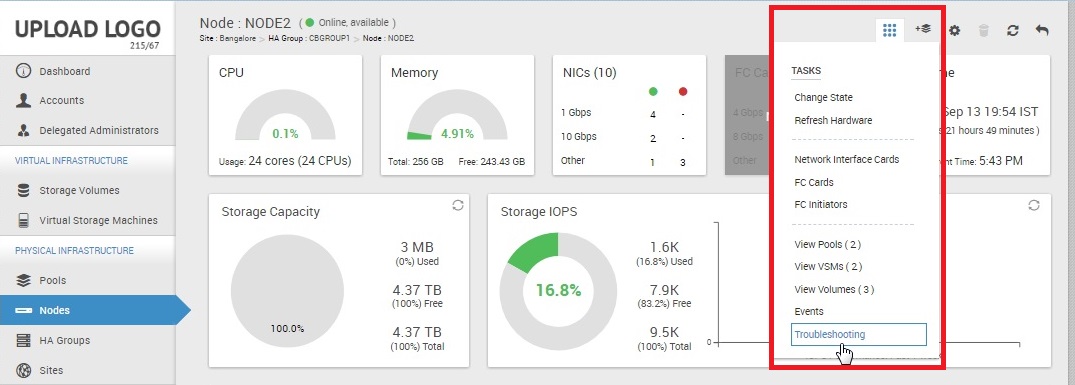 UPLOAD LOGO
215/67
Dashboard
Accounts
Delegated Administrators
VIRTUAL INFRASTRUCTURE
Storage Volumes
Virtual Storage Machines
PHYSICAL INFRASTRUCTURE
Pools
Nodes
HA Groups
Sites
Node : NODE2 ( Online, available )
Site : Bangalore > HA Group : CBGROUP1 > Node : NODE2
CPU
0.1%
Usage: 24 cores (24 CPUs)
Memory
4.91%
Total: 256 GB Free: 243.43 GB
NICs (10)
1 Gbps 4 -
10 Gbps 2 -
Other 1 3
FC Ca
4 Gbps
8 Gbps
Other
TASKS
Change State
Refresh Hardware
Network Interface Cards
FC Cards
FC Initiators
View Pools ( 2 )
View VSMs ( 2 )
View Volumes ( 3 )
Events
Troubleshooting
me
Sep 13 19:54 IST
21 hours 49 minutes )
nt Time: 5:43 PM
Storage Capacity
100.0%
3 MB
(0%) Used
4.37 TB
(100%) Free
4.37 TB
(100%) Total
Storage IOPS
16.8%
1.6K
(16.8%) Used
7.9K
(83.2%) Free
9.5K
(100%) Total
0